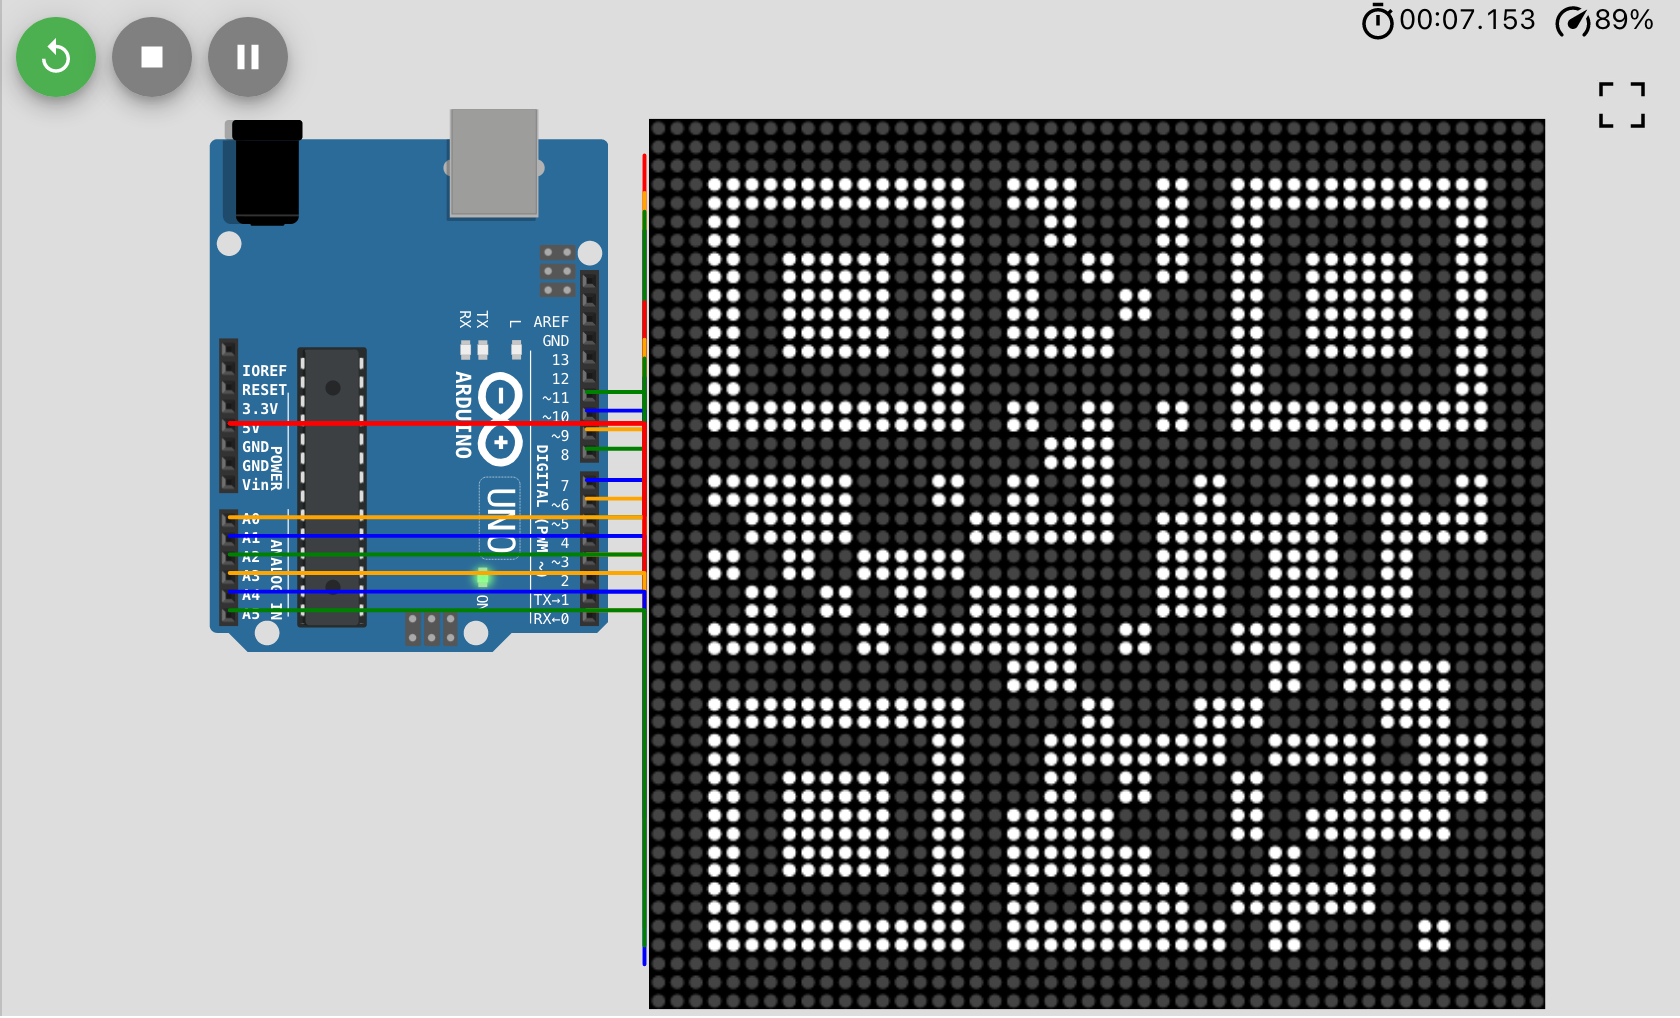 00:07.153 89%
RX
TX
L
AREF
GND
13
12
~11
~10
~9
8
7
~6
~5
4
~3
2
TX→1
RX←0
DIGITAL (PWM ~)
ARDUINO
UNO
ON
IOREF
RESET
3.3V
5V
GND
GND
Vin
POWER
A0
A1
A2
A3
A4
A5
ANALOG IN